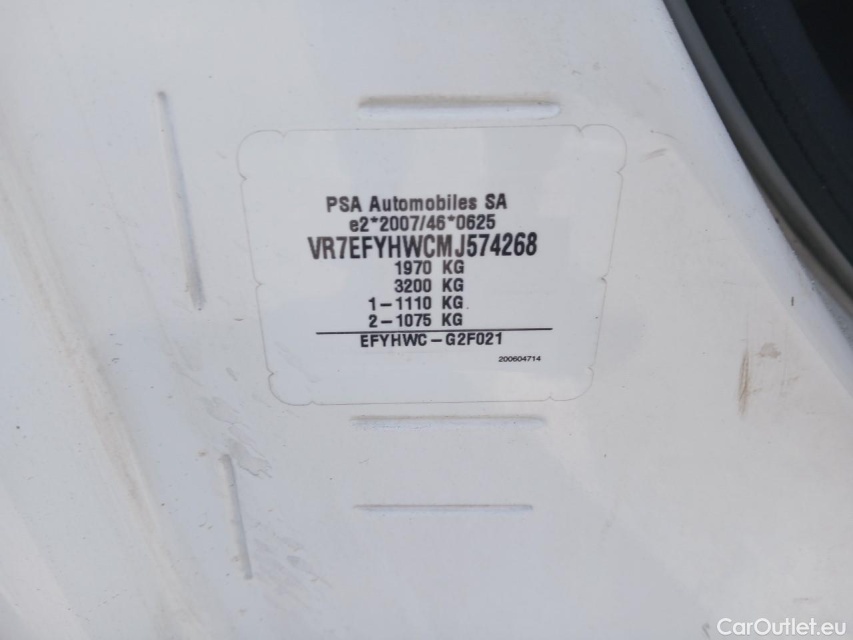 PSA Automobiles SA
e2*2007/46*0625
VR7EFYHWCMJ574268
1970 KG
3200 KG
1-1110 KG
2-1075 KG
EFYHWC-G2F021
200604714
CarOutlet.eu